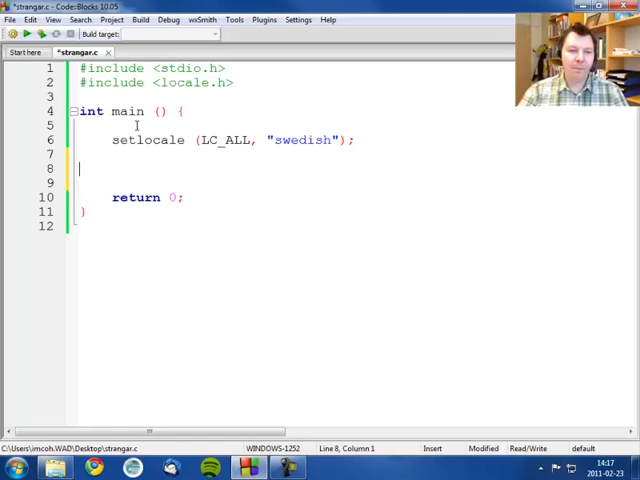 *strangar.c - Code::Blocks 10.05
File Edit View Search Project Build Debug wxSmith Tools Plugins Settings Help
Build target:
Start here *strangar.c
1 #include <stdio.h>
2 #include <locale.h>
3
4 int main () {
5
6 setlocale (LC_ALL, "swedish");
7
8
9
10 return 0;
11 }
12
C:\Users\imcoh.WAD\Desktop\strangar.c WINDOWS-1252 Line 8, Column 1 Insert Modified Read/Write default
14:17
2011-02-23